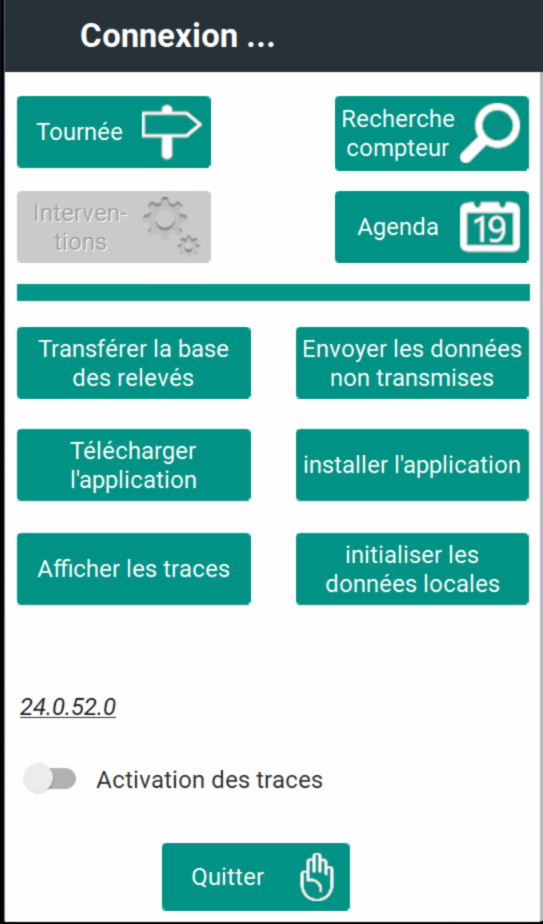 Connexion ...
Tournée
Recherche
compteur
Interven-
tions
Agenda
19
Transférer la base
des relevés
Envoyer les données
non transmises
Télécharger
l'application
installer l'application
Afficher les traces
initialiser les
données locales
24.0.52.0
Activation des traces
Quitter